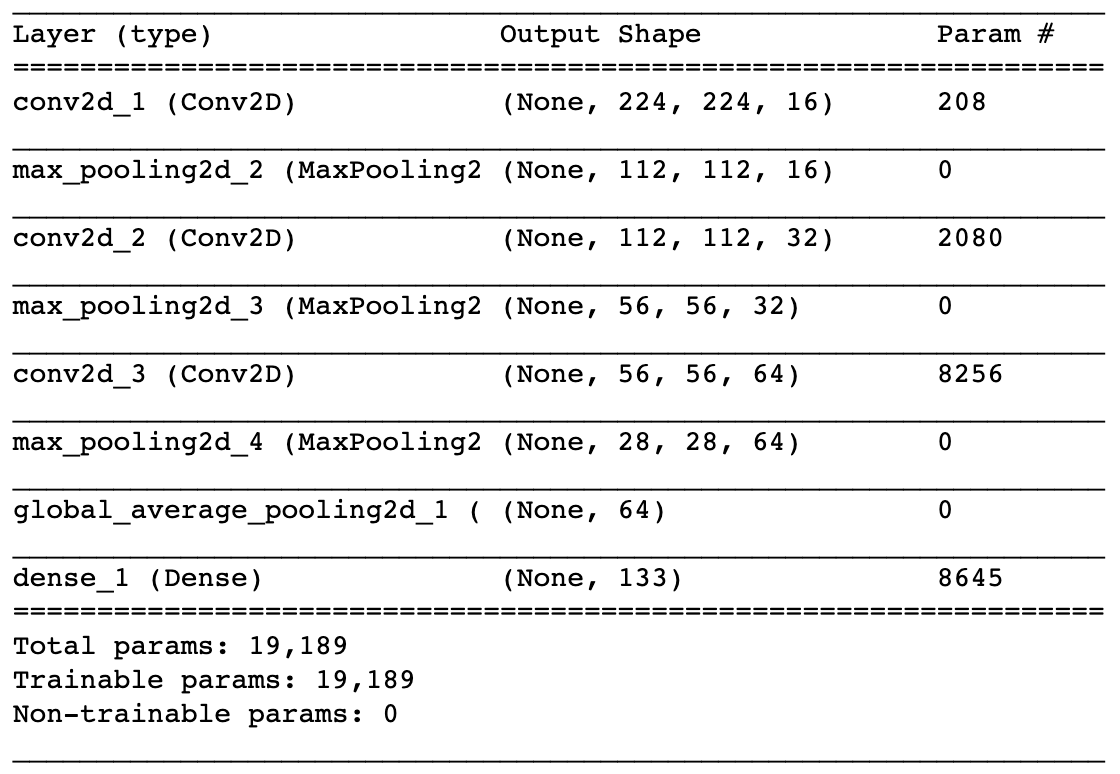 Layer (type) Output Shape Param #
=================================================================
conv2d_1 (Conv2D) (None, 224, 224, 16) 208
max_pooling2d_2 (MaxPooling2 (None, 112, 112, 16) 0
conv2d_2 (Conv2D) (None, 112, 112, 32) 2080
max_pooling2d_3 (MaxPooling2 (None, 56, 56, 32) 0
conv2d_3 (Conv2D) (None, 56, 56, 64) 8256
max_pooling2d_4 (MaxPooling2 (None, 28, 28, 64) 0
global_average_pooling2d_1 ( (None, 64) 0
dense_1 (Dense) (None, 133) 8645
=================================================================
Total params: 19,189
Trainable params: 19,189
Non-trainable params: 0